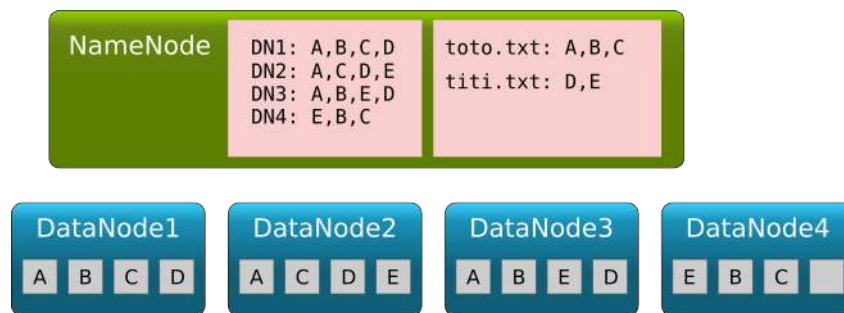 NameNode
DN1: A,B,C,D
DN2: A,C,D,E
DN3: A,B,E,D
DN4: E,B,C
toto.txt: A,B,C
titi.txt: D,E
DataNode1
A B C D
DataNode2
A C D E
DataNode3
A B E D
DataNode4
E B C